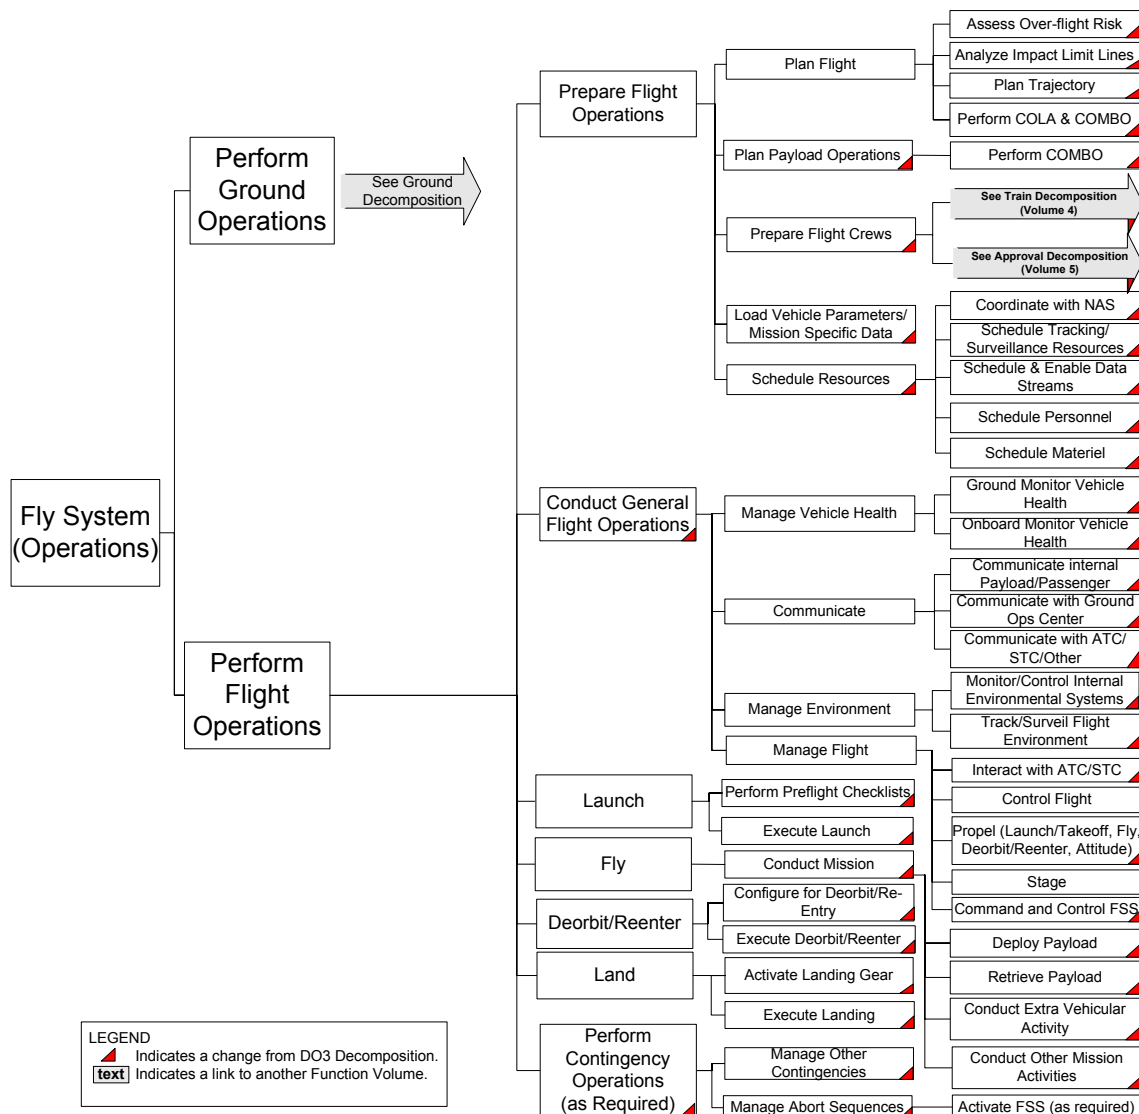 Fly System
(Operations)
Perform
Ground
Operations
See Ground
Decomposition
Perform
Flight
Operations
Prepare Flight
Operations
Plan Flight
Assess Over-flight Risk
Analyze Impact Limit Lines
Plan Trajectory
Perform COLA & COMBO
Plan Payload Operations
Perform COMBO
Prepare Flight Crews
See Train Decomposition
(Volume 4)
See Approval Decomposition
(Volume 5)
Load Vehicle Parameters/
Mission Specific Data
Schedule Resources
Coordinate with NAS
Schedule Tracking/
Surveillance Resources
Schedule & Enable Data
Streams
Schedule Personnel
Schedule Materiel
Conduct General
Flight Operations
Manage Vehicle Health
Ground Monitor Vehicle
Health
Onboard Monitor Vehicle
Health
Communicate
Communicate internal
Payload/Passenger
Communicate with Ground
Ops Center
Communicate with ATC/
STC/Other
Manage Environment
Monitor/Control Internal
Environmental Systems
Track/Surveil Flight
Environment
Manage Flight
Interact with ATC/STC
Control Flight
Propel (Launch/Takeoff, Fly,
Deorbit/Reenter, Attitude)
Stage
Command and Control FSS
Launch
Perform Preflight Checklists
Execute Launch
Fly
Conduct Mission
Deploy Payload
Retrieve Payload
Conduct Extra Vehicular
Activity
Conduct Other Mission
Activities
Deorbit/Reenter
Configure for Deorbit/Re-
Entry
Execute Deorbit/Reenter
Land
Activate Landing Gear
Execute Landing
Perform
Contingency
Operations
(as Required)
Manage Other
Contingencies
Manage Abort Sequences
Activate FSS (as required)
LEGEND
Indicates a change from DO3 Decomposition.
text Indicates a link to another Function Volume.